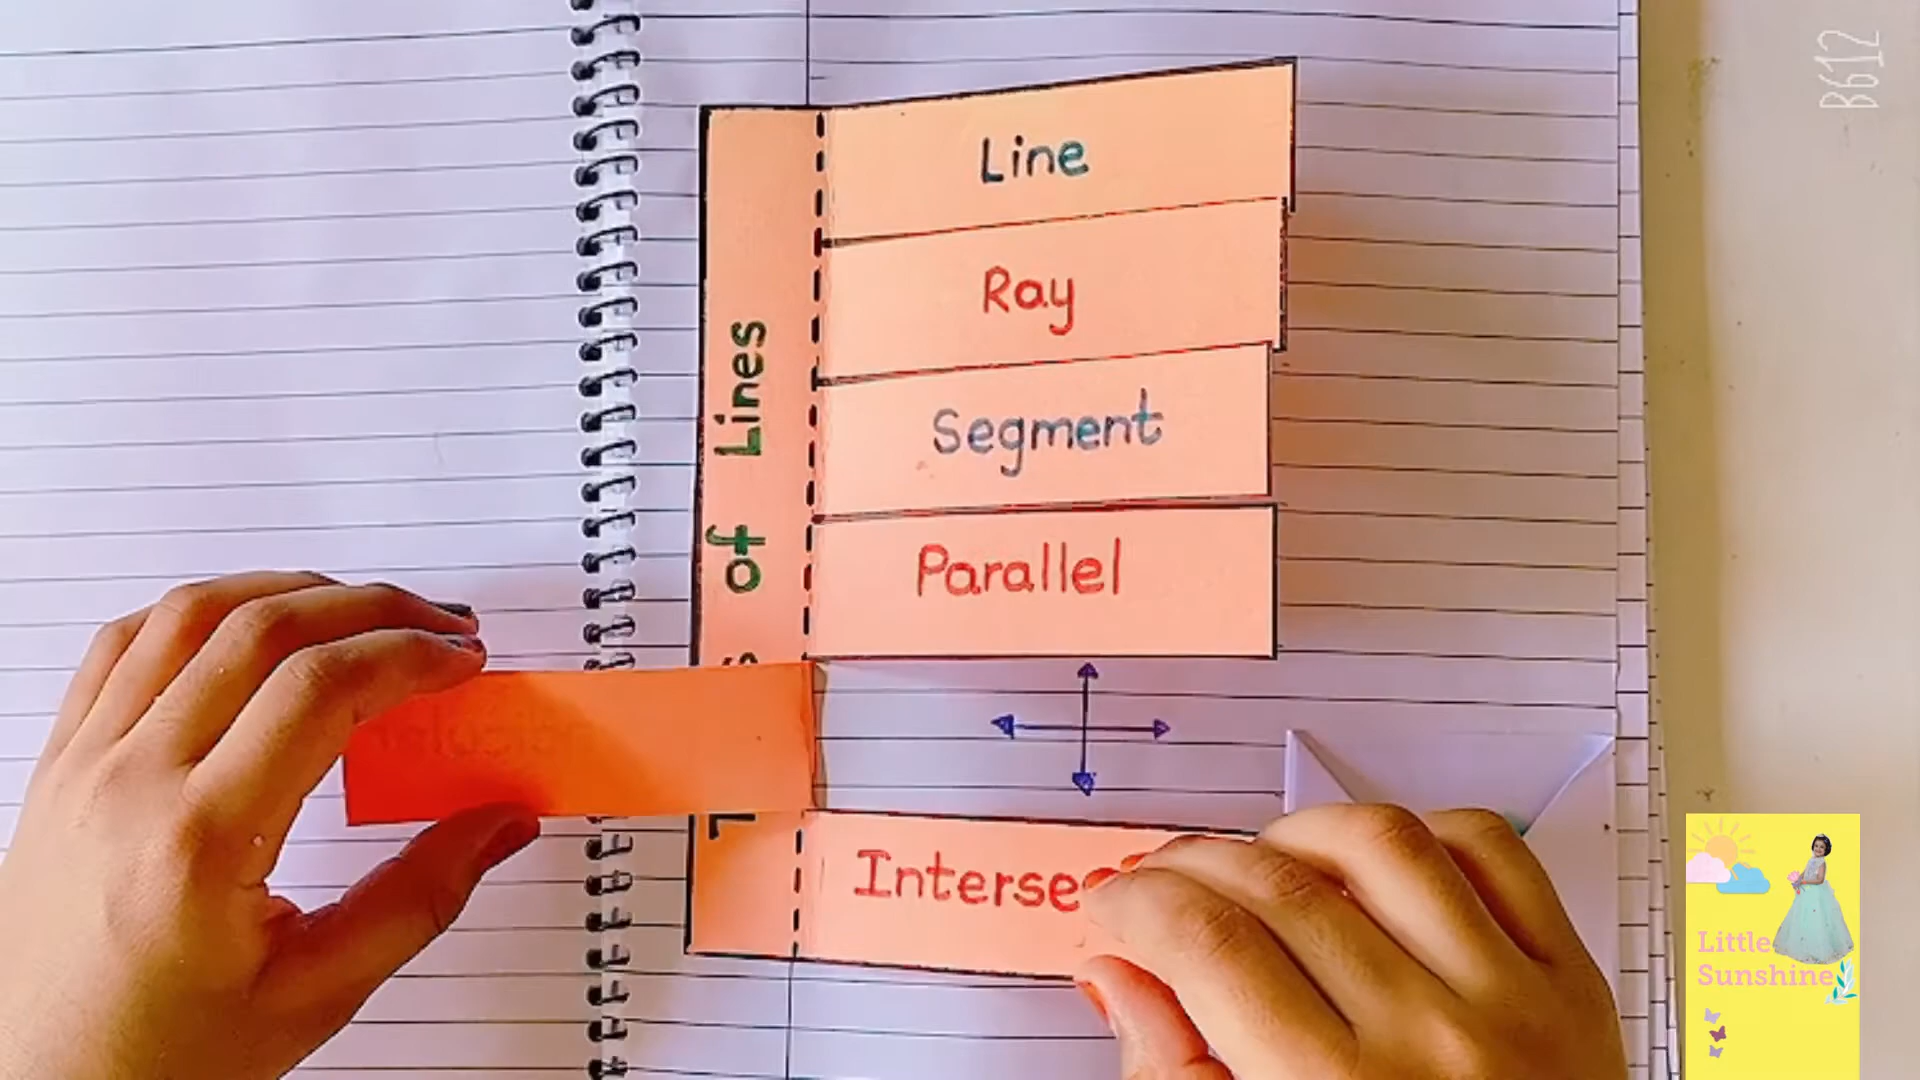 B612
Line
Ray
Segment
Parallel
Interse
of Lines
Little
Sunshine